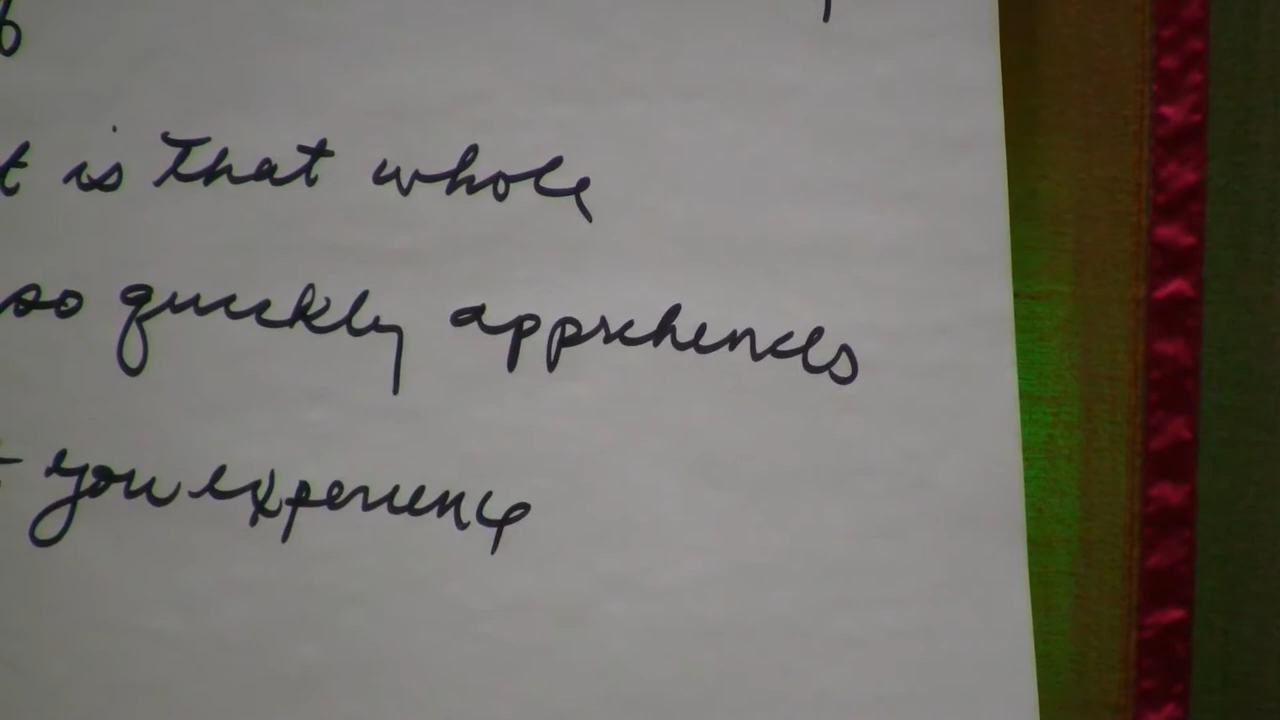 is that whole
so quickly apprehends
you experience